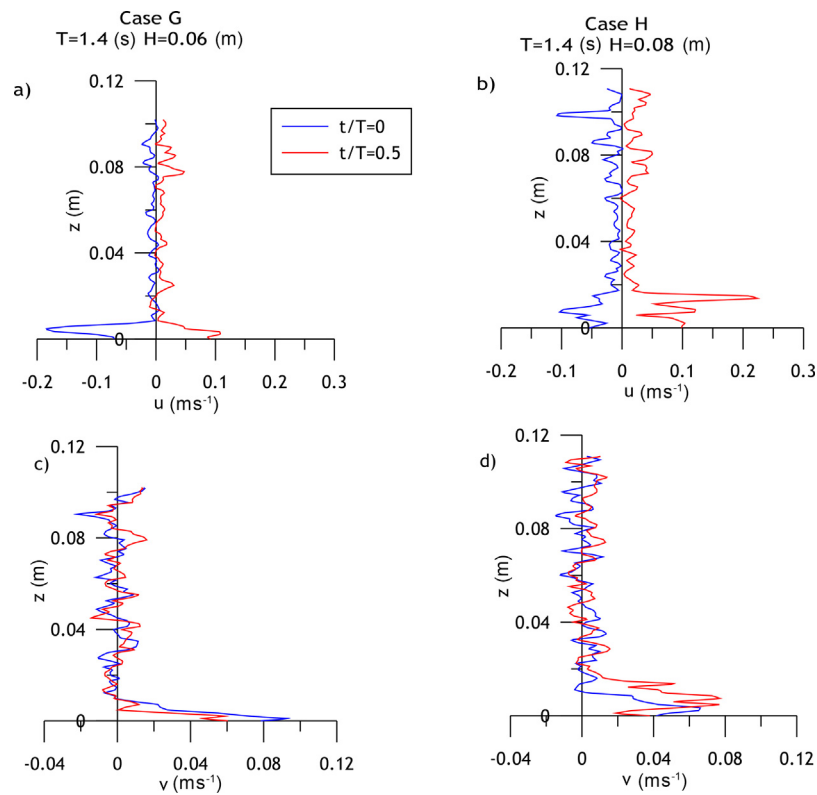 Case G
T=1.4 (s) H=0.06 (m)
Case H
T=1.4 (s) H=0.08 (m)
a)
0.12
0.08
0.04
0
z (m)
-0.2 -0.1 0 0.1 0.2 0.3
u (ms⁻¹)
t/T=0
t/T=0.5
b)
0.12
0.08
0.04
0
z (m)
-0.2 -0.1 0 0.1 0.2 0.3
u (ms⁻¹)
c)
0.12
0.08
0.04
0
z (m)
-0.04 0 0.04 0.08 0.12
v (ms⁻¹)
d)
0.12
0.08
0.04
0
z (m)
-0.04 0 0.04 0.08 0.12
v (ms⁻¹)